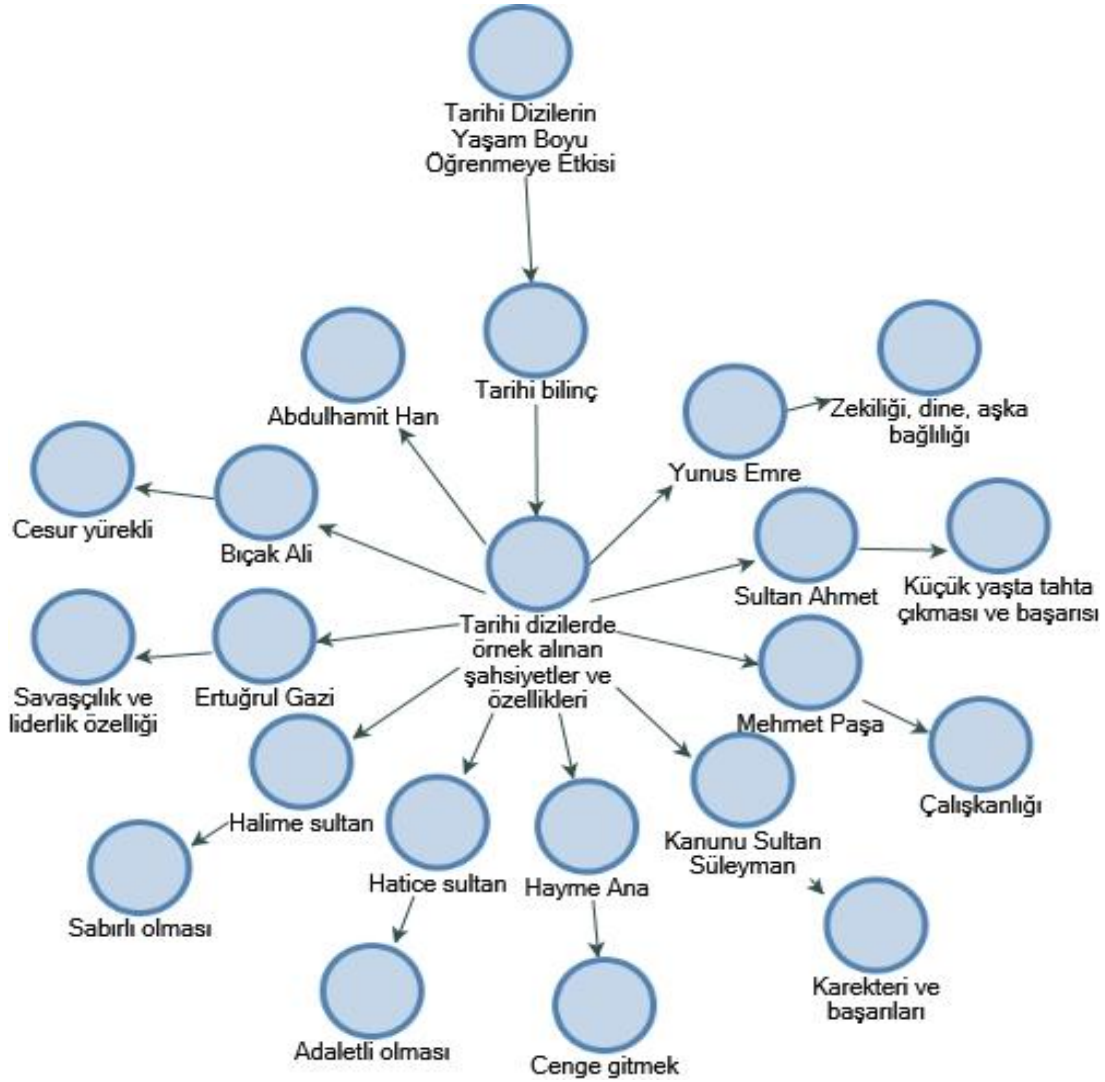 Tarihi Dizilerin
Yaşam Boyu
Öğrenmeye Etkisi
Tarihi bilinç
Abdulhamit Han
Zekiliği, dine, aşka
bağlılığı
Yunus Emre
Cesur yürekli
Bıçak Ali
Sultan Ahmet
Küçük yaşta tahta
çıkması ve başarısı
Tarihi dizilerde
örnek alınan
şahsiyetler ve
özellikleri
Savaşçılık ve
liderlik özelliği
Ertuğrul Gazi
Mehmet Paşa
Çalışkanlığı
Halime sultan
Kanunu Sultan
Süleyman
Hatice sultan
Hayme Ana
Sabırlı olması
Karekteri ve
başarıları
Adaletli olması
Cenge gitmek